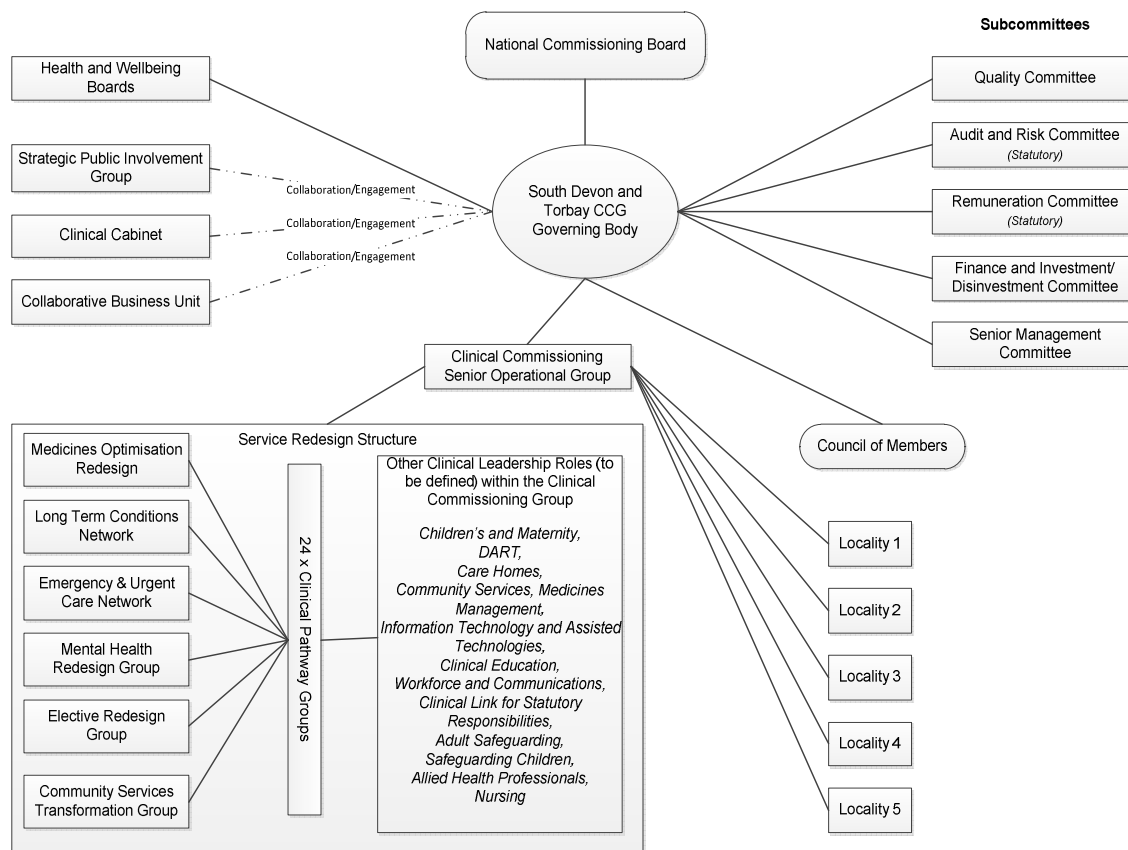 Subcommittees
National Commissioning Board
Health and Wellbeing
Boards
Strategic Public Involvement
Group
Clinical Cabinet
Collaborative Business Unit
Collaboration/Engagement
Collaboration/Engagement
Collaboration/Engagement
South Devon and
Torbay CCG
Governing Body
Quality Committee
Audit and Risk Committee
(Statutory)
Remuneration Committee
(Statutory)
Finance and Investment/
Disinvestment Committee
Senior Management
Committee
Clinical Commissioning
Senior Operational Group
Council of Members
Service Redesign Structure
Medicines Optimisation
Redesign
Long Term Conditions
Network
Emergency & Urgent
Care Network
Mental Health
Redesign Group
Elective Redesign
Group
Community Services
Transformation Group
24 x Clinical Pathway Groups
Other Clinical Leadership Roles (to
be defined) within the Clinical
Commissioning Group
Children's and Maternity,
DART,
Care Homes,
Community Services, Medicines
Management,
Information Technology and Assisted
Technologies,
Clinical Education,
Workforce and Communications,
Clinical Link for Statutory
Responsibilities,
Adult Safeguarding,
Safeguarding Children,
Allied Health Professionals,
Nursing
Locality 1
Locality 2
Locality 3
Locality 4
Locality 5